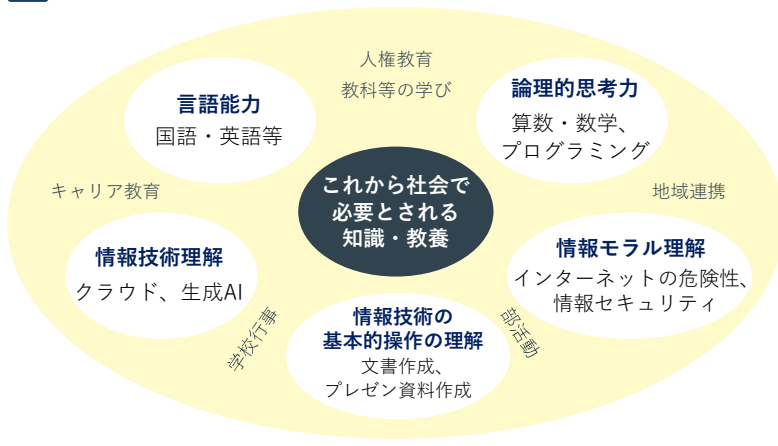 人権教育
教科等の学び
言語能力
国語・英語等
論理的思考力
算数・数学、
プログラミング
キャリア教育
これから社会で
必要とされる
知識・教養
地域連携
情報技術理解
クラウド、生成AI
情報モラル理解
インターネットの危険性、
情報セキュリティ
学校行事
情報技術の
基本的操作の理解
文書作成、
プレゼン資料作成
部活動